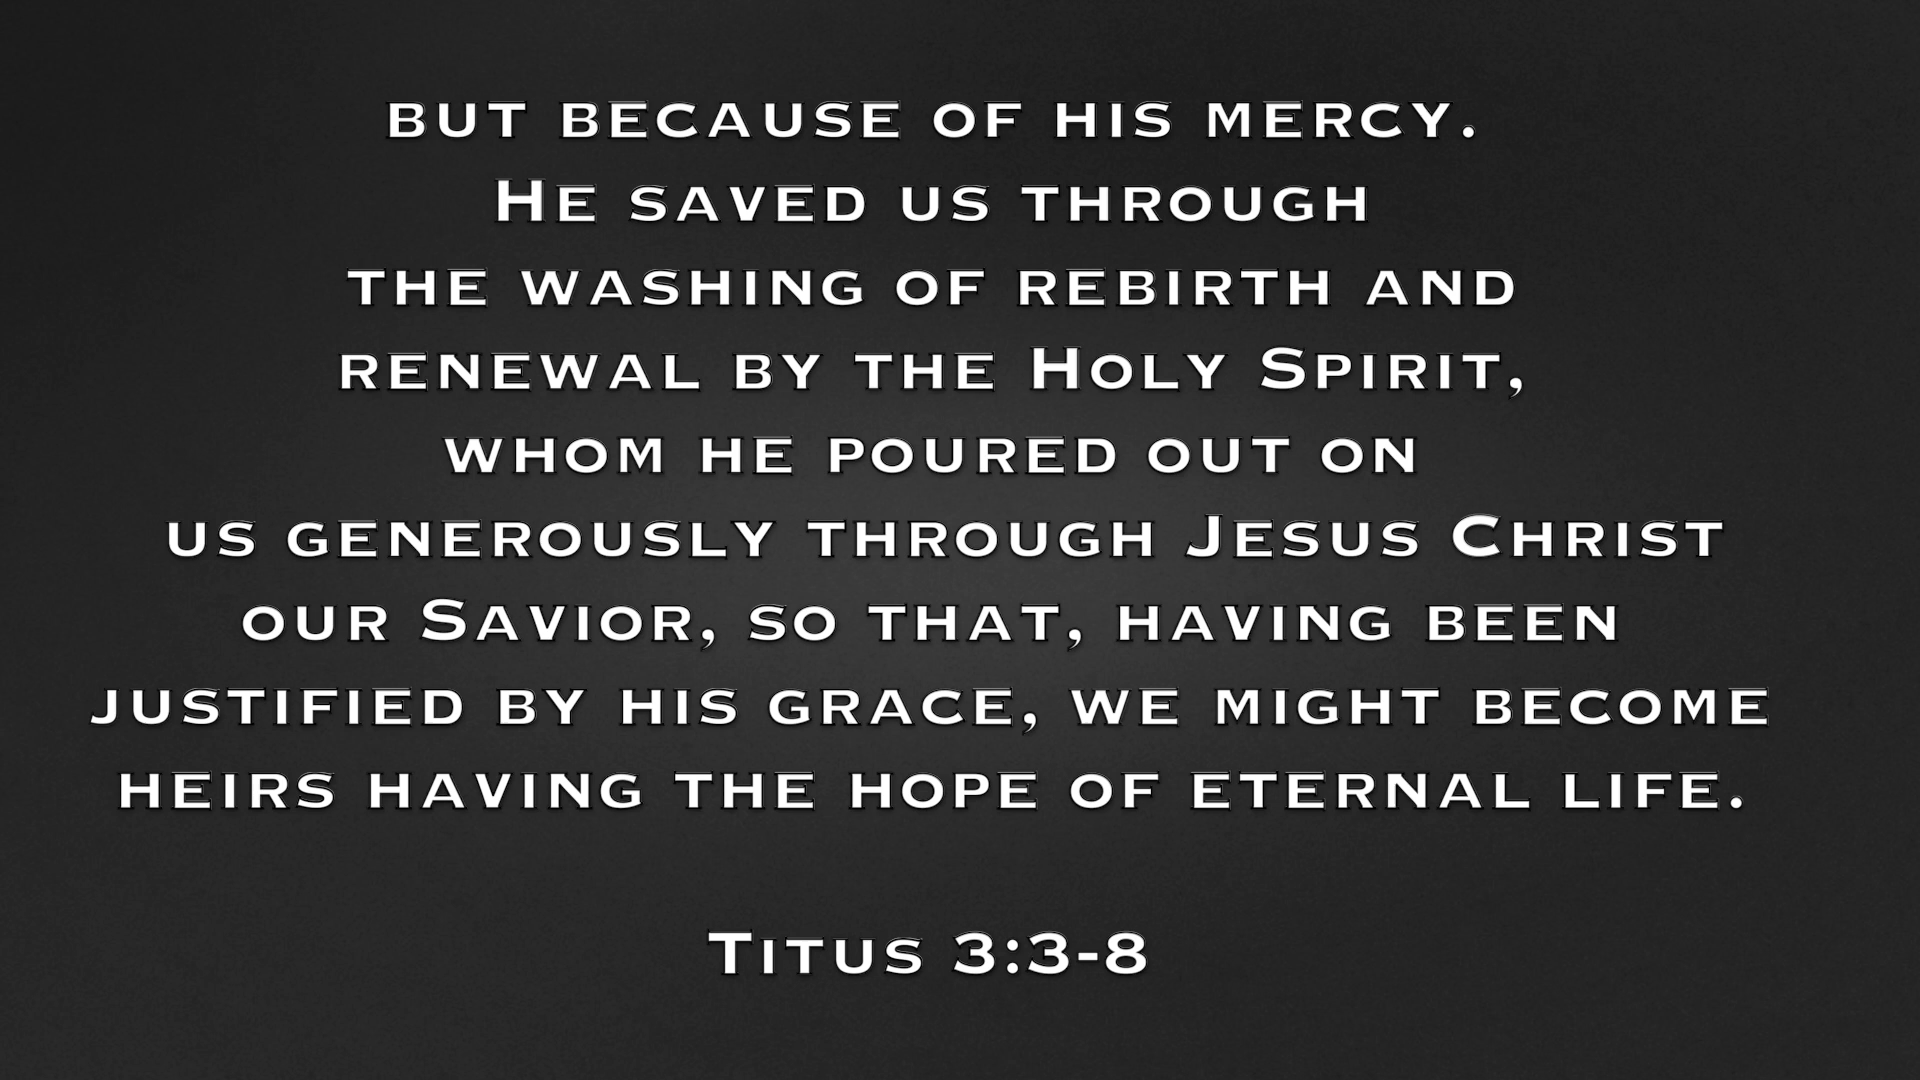 but because of his mercy.
He saved us through
the washing of rebirth and
renewal by the Holy Spirit,
whom he poured out on
us generously through Jesus Christ
our Savior, so that, having been
justified by his grace, we might become
heirs having the hope of eternal life.
Titus 3:3-8